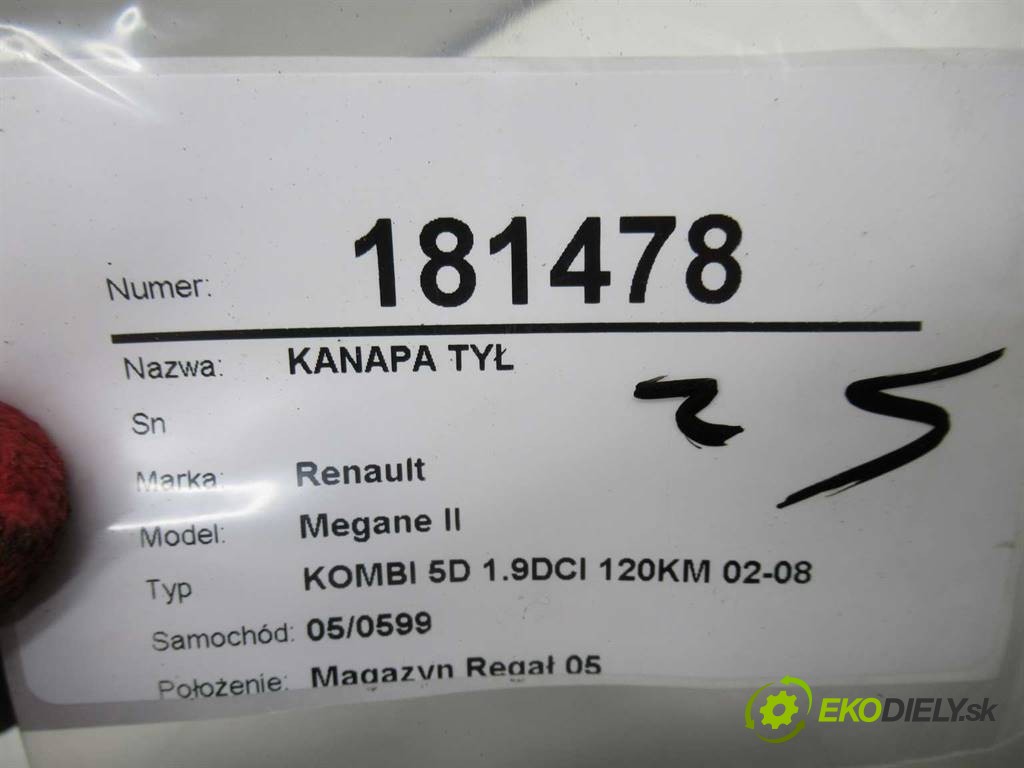 Numer: 181478
Nazwa: KANAPA TYŁ
25
Sn
Marka: Renault
Model: Megane II
Typ KOMBI 5D 1.9DCI 120KM 02-08
Samochód: 05/0599
Położenie: Magazyn Regał 05
EKODIELY.sk